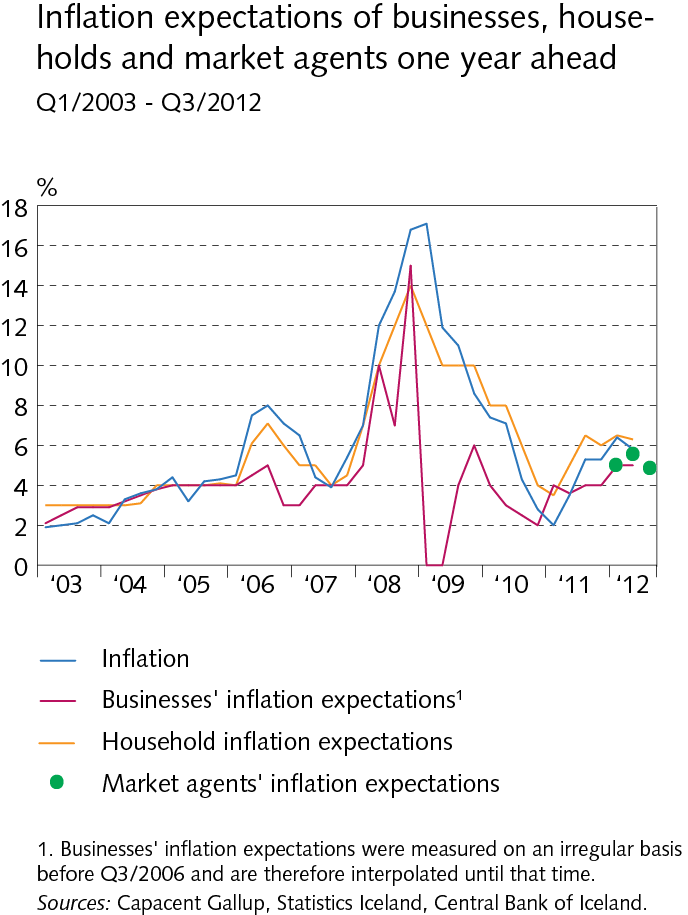 Inflation expectations of businesses, house-
holds and market agents one year ahead
Q1/2003 - Q3/2012
%
18
16
14
12
10
8
6
4
2
0
‘03 ‘04 ‘05 ‘06 ‘07 ‘08 ‘09 ‘10 ‘11 ‘12
Inflation
Businesses' inflation expectations¹
Household inflation expectations
Market agents' inflation expectations
1. Businesses' inflation expectations were measured on an irregular basis
before Q3/2006 and are therefore interpolated until that time.
Sources: Capacent Gallup, Statistics Iceland, Central Bank of Iceland.